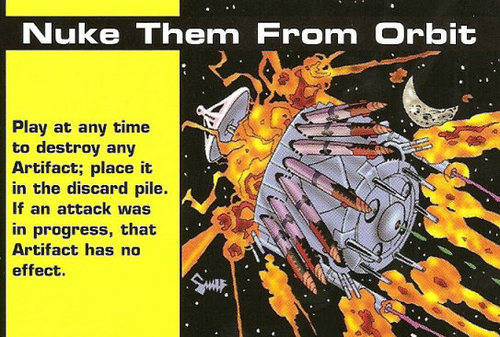 Nuke Them From Orbit
Play at any time
to destroy any
Artifact; place it
in the discard pile.
If an attack was
in progress, that
Artifact has no
effect.